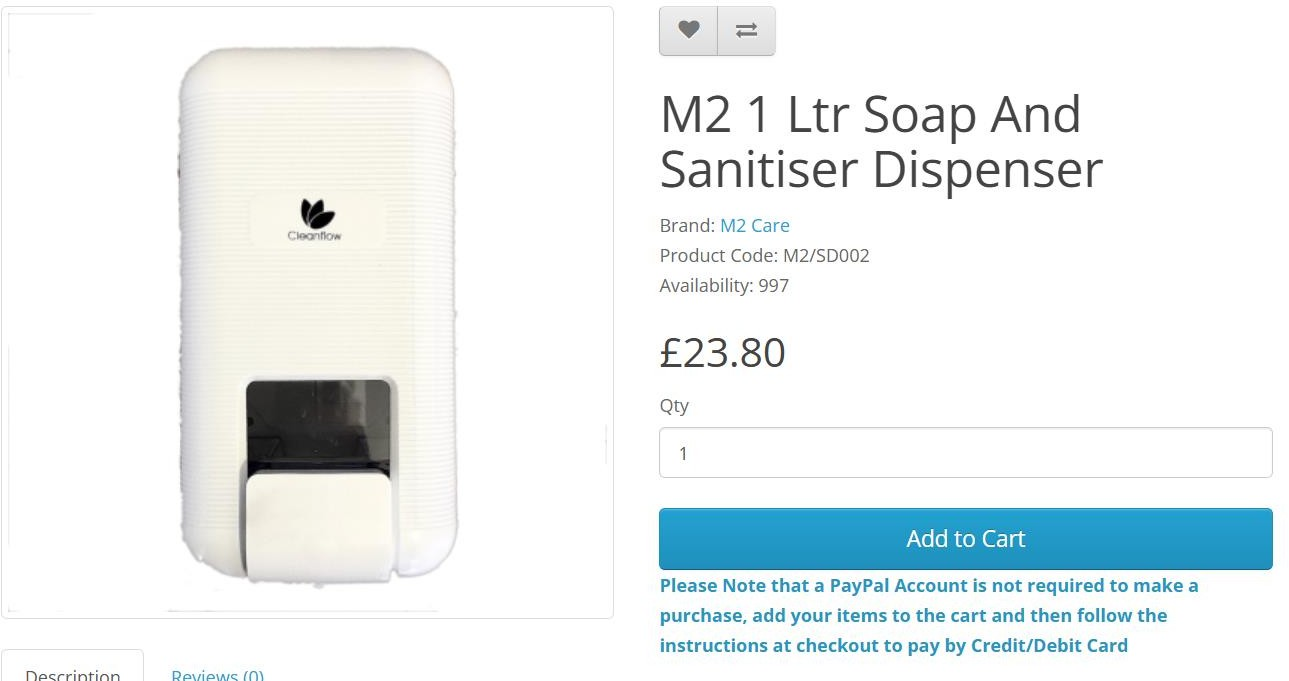 Cleanflow
M2 1 Ltr Soap And
Sanitiser Dispenser
Brand: M2 Care
Product Code: M2/SD002
Availability: 997
£23.80
Qty
1
Add to Cart
Please Note that a PayPal Account is not required to make a
purchase, add your items to the cart and then follow the
instructions at checkout to pay by Credit/Debit Card
Description
Reviews (0)